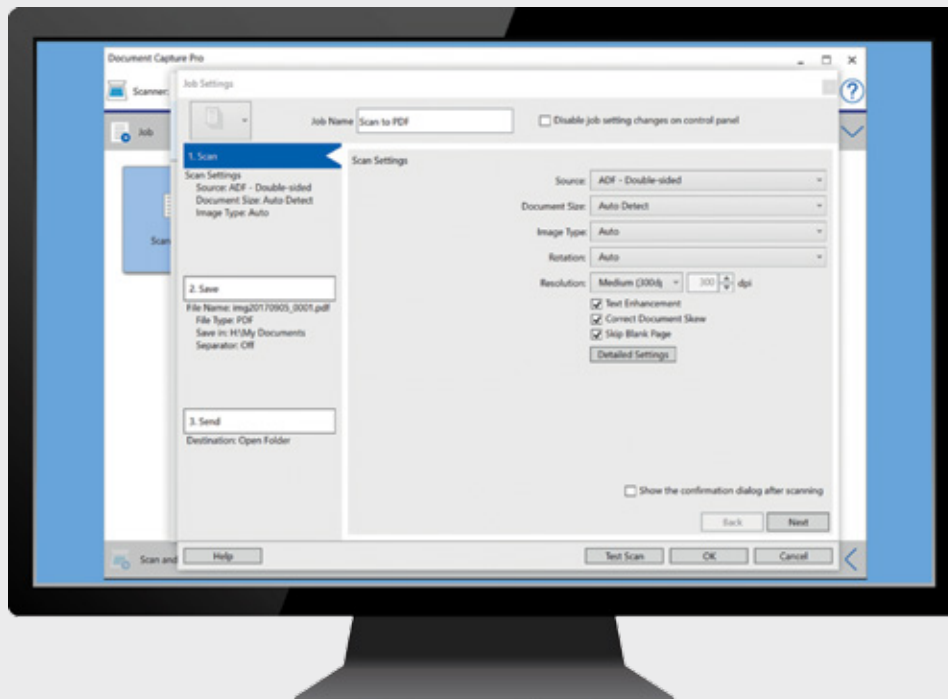 Document Capture Pro
Scanner:
Job Settings
?
Job
Job Name Scan to PDF
Disable job setting changes on control panel
1. Scan
Scan Settings
Source: ADF - Double-sided
Document Size: Auto Detect
Image Type: Auto
Scan
2. Save
File Name: img20170905_0001.pdf
File Type: PDF
Save in: H:\My Documents
Separator: Off
3. Send
Destination: Open Folder
Scan Settings
Source: ADF - Double-sided
Document Size: Auto Detect
Image Type: Auto
Rotation: Auto
Resolution: Medium (300dj 300 dpi
Text Enhancement
Correct Document Skew
Skip Blank Page
Detailed Settings
Show the confirmation dialog after scanning
Back Next
Scan and
Help Test Scan OK Cancel